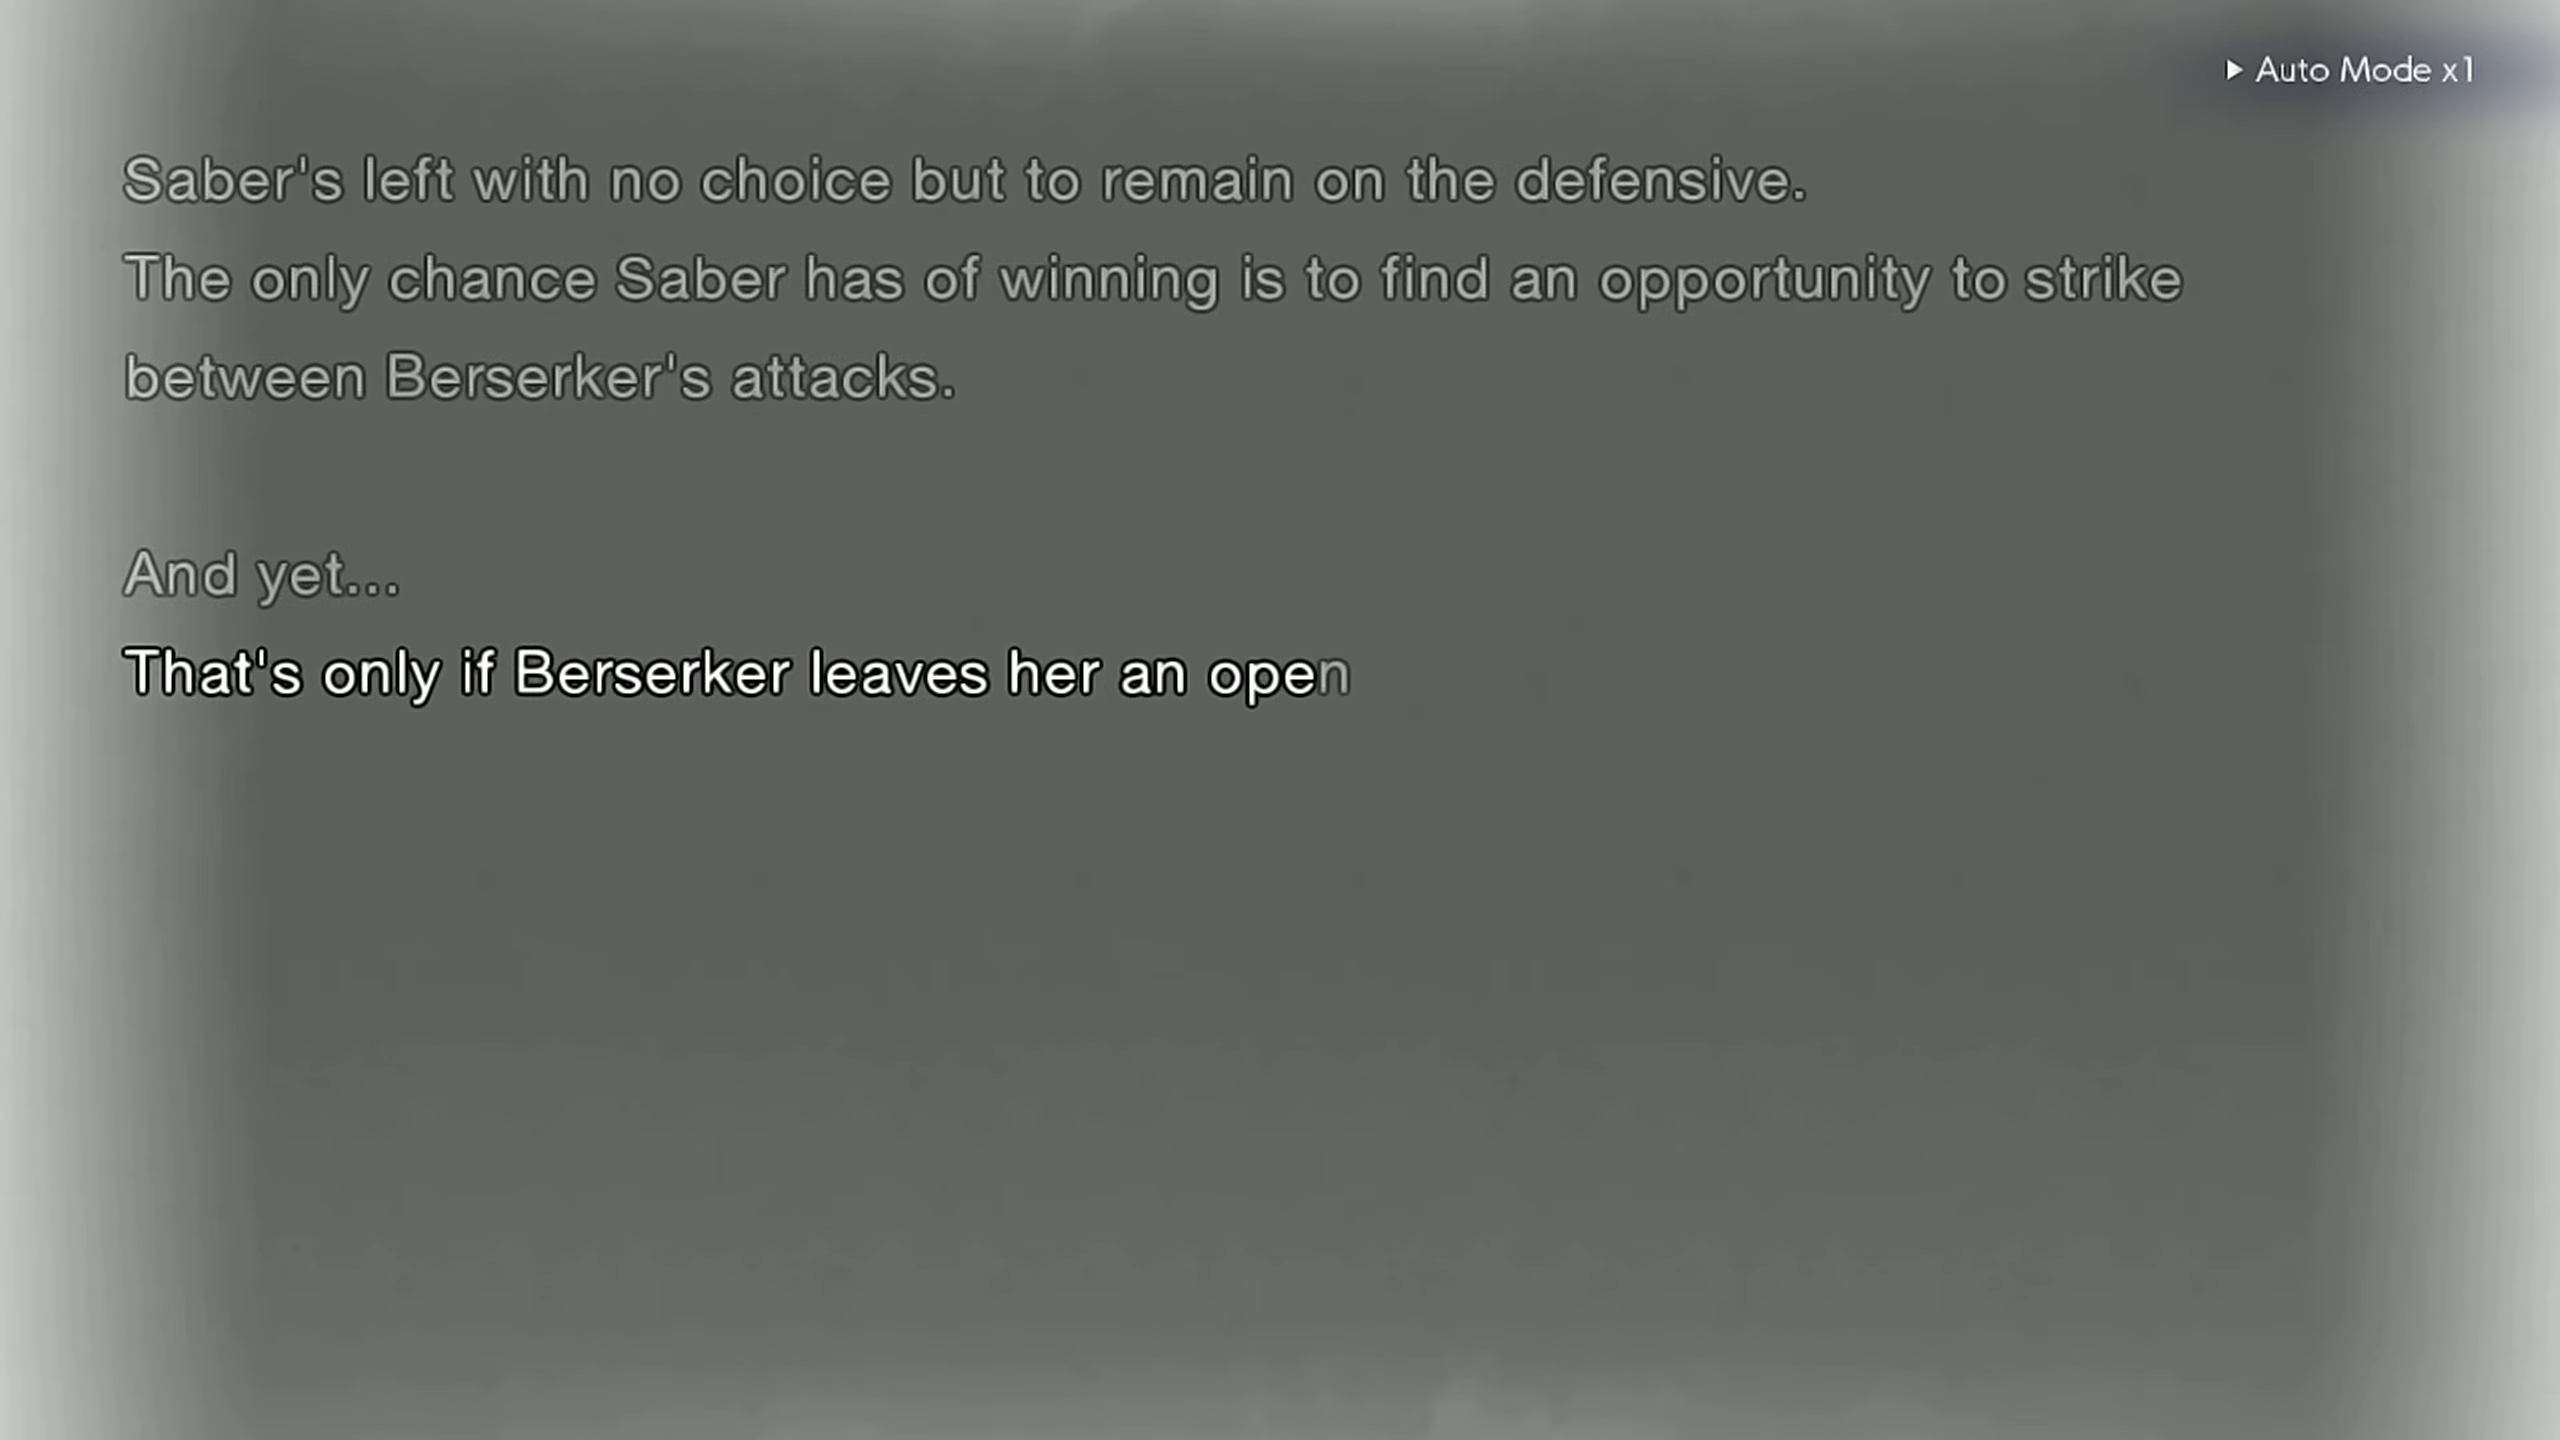 Auto Mode x1
Saber's left with no choice but to remain on the defensive.
The only chance Saber has of winning is to find an opportunity to strike
between Berserker's attacks.
And yet...
That's only if Berserker leaves her an open